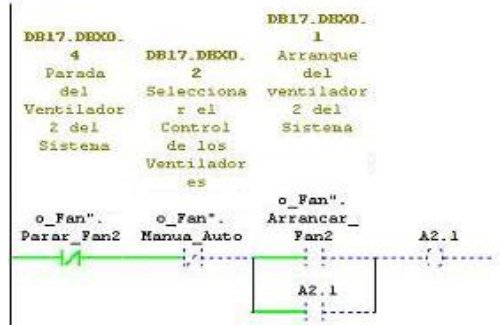 DB17.DBX0.
4
Parada
del
Ventilador
2 del
Sistema
DB17.DBX0.
2
Selecciona
r el
Control
de los
Ventilador
es
DB17.DBX0.
1
Arranque
del
ventilador
2 del
Sistema
o_Fan".
Parar_Fan2
o_Fan".
Manua_Auto
o_Fan".
Arrancar_
Fan2
A2.1
A2.1